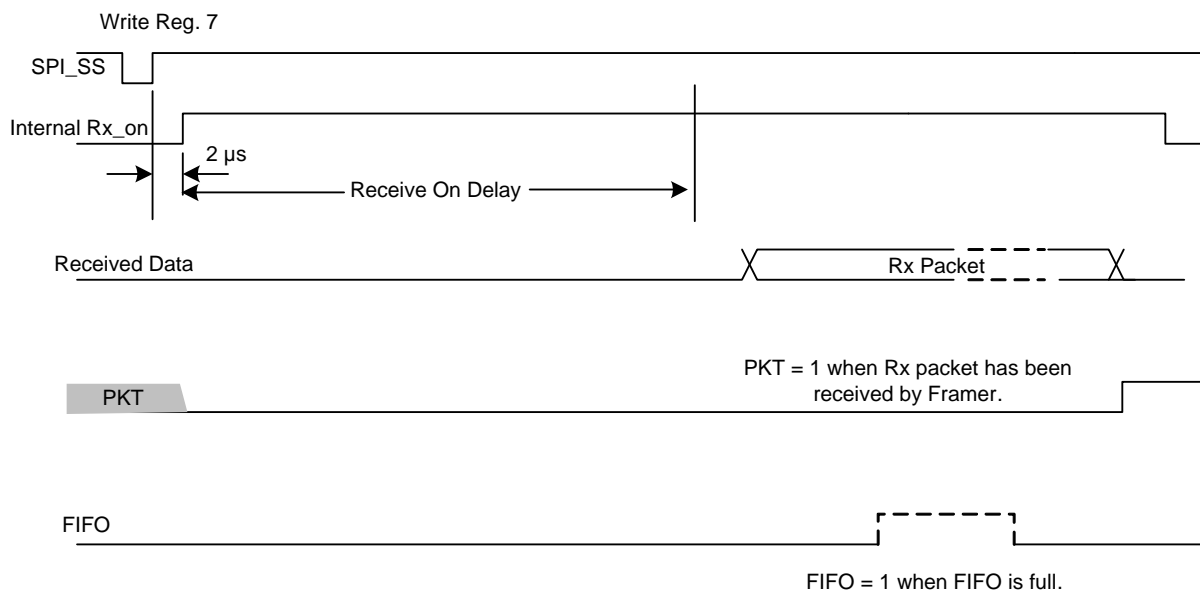 Write Reg. 7
SPI_SS
Internal Rx_on
2 µs
Receive On Delay
Received Data
Rx Packet
PKT = 1 when Rx packet has been
received by Framer.
PKT
FIFO
FIFO = 1 when FIFO is full.